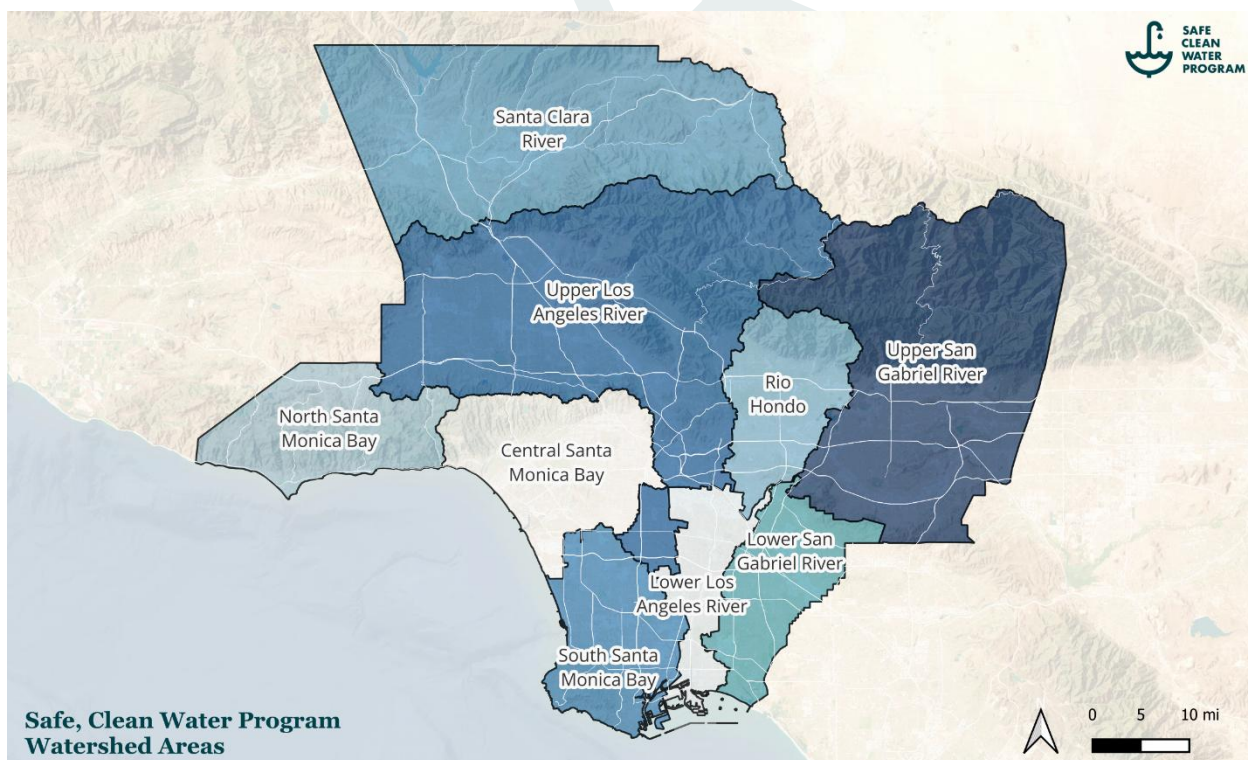 SAFE
CLEAN
WATER
PROGRAM
Santa Clara
River
Upper Los
Angeles River
Upper San
Gabriel River
Rio
Hondo
North Santa
Monica Bay
Central Santa
Monica Bay
Lower San
Gabriel River
Lower Los
Angeles River
South Santa
Monica Bay
Safe, Clean Water Program
Watershed Areas
0 5 10 mi